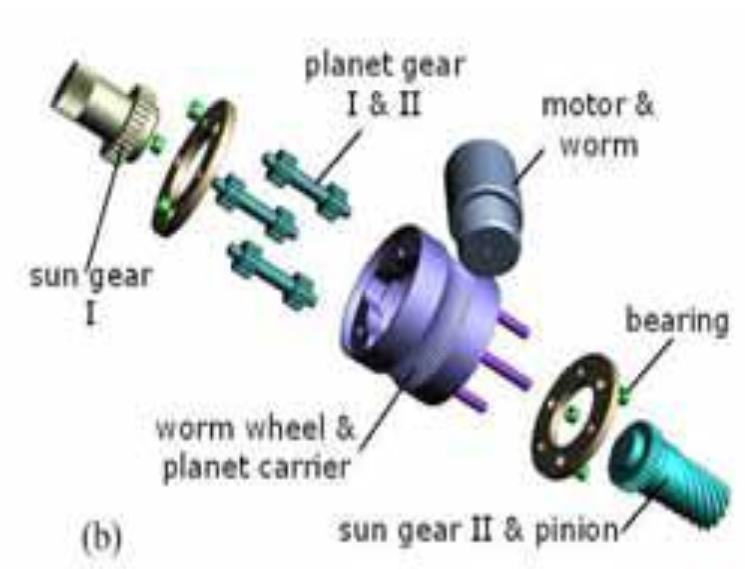 planet gear
I & II
motor &
worm
sun gear
I
bearing
worm wheel &
planet carrier
sun gear II & pinion
(b)